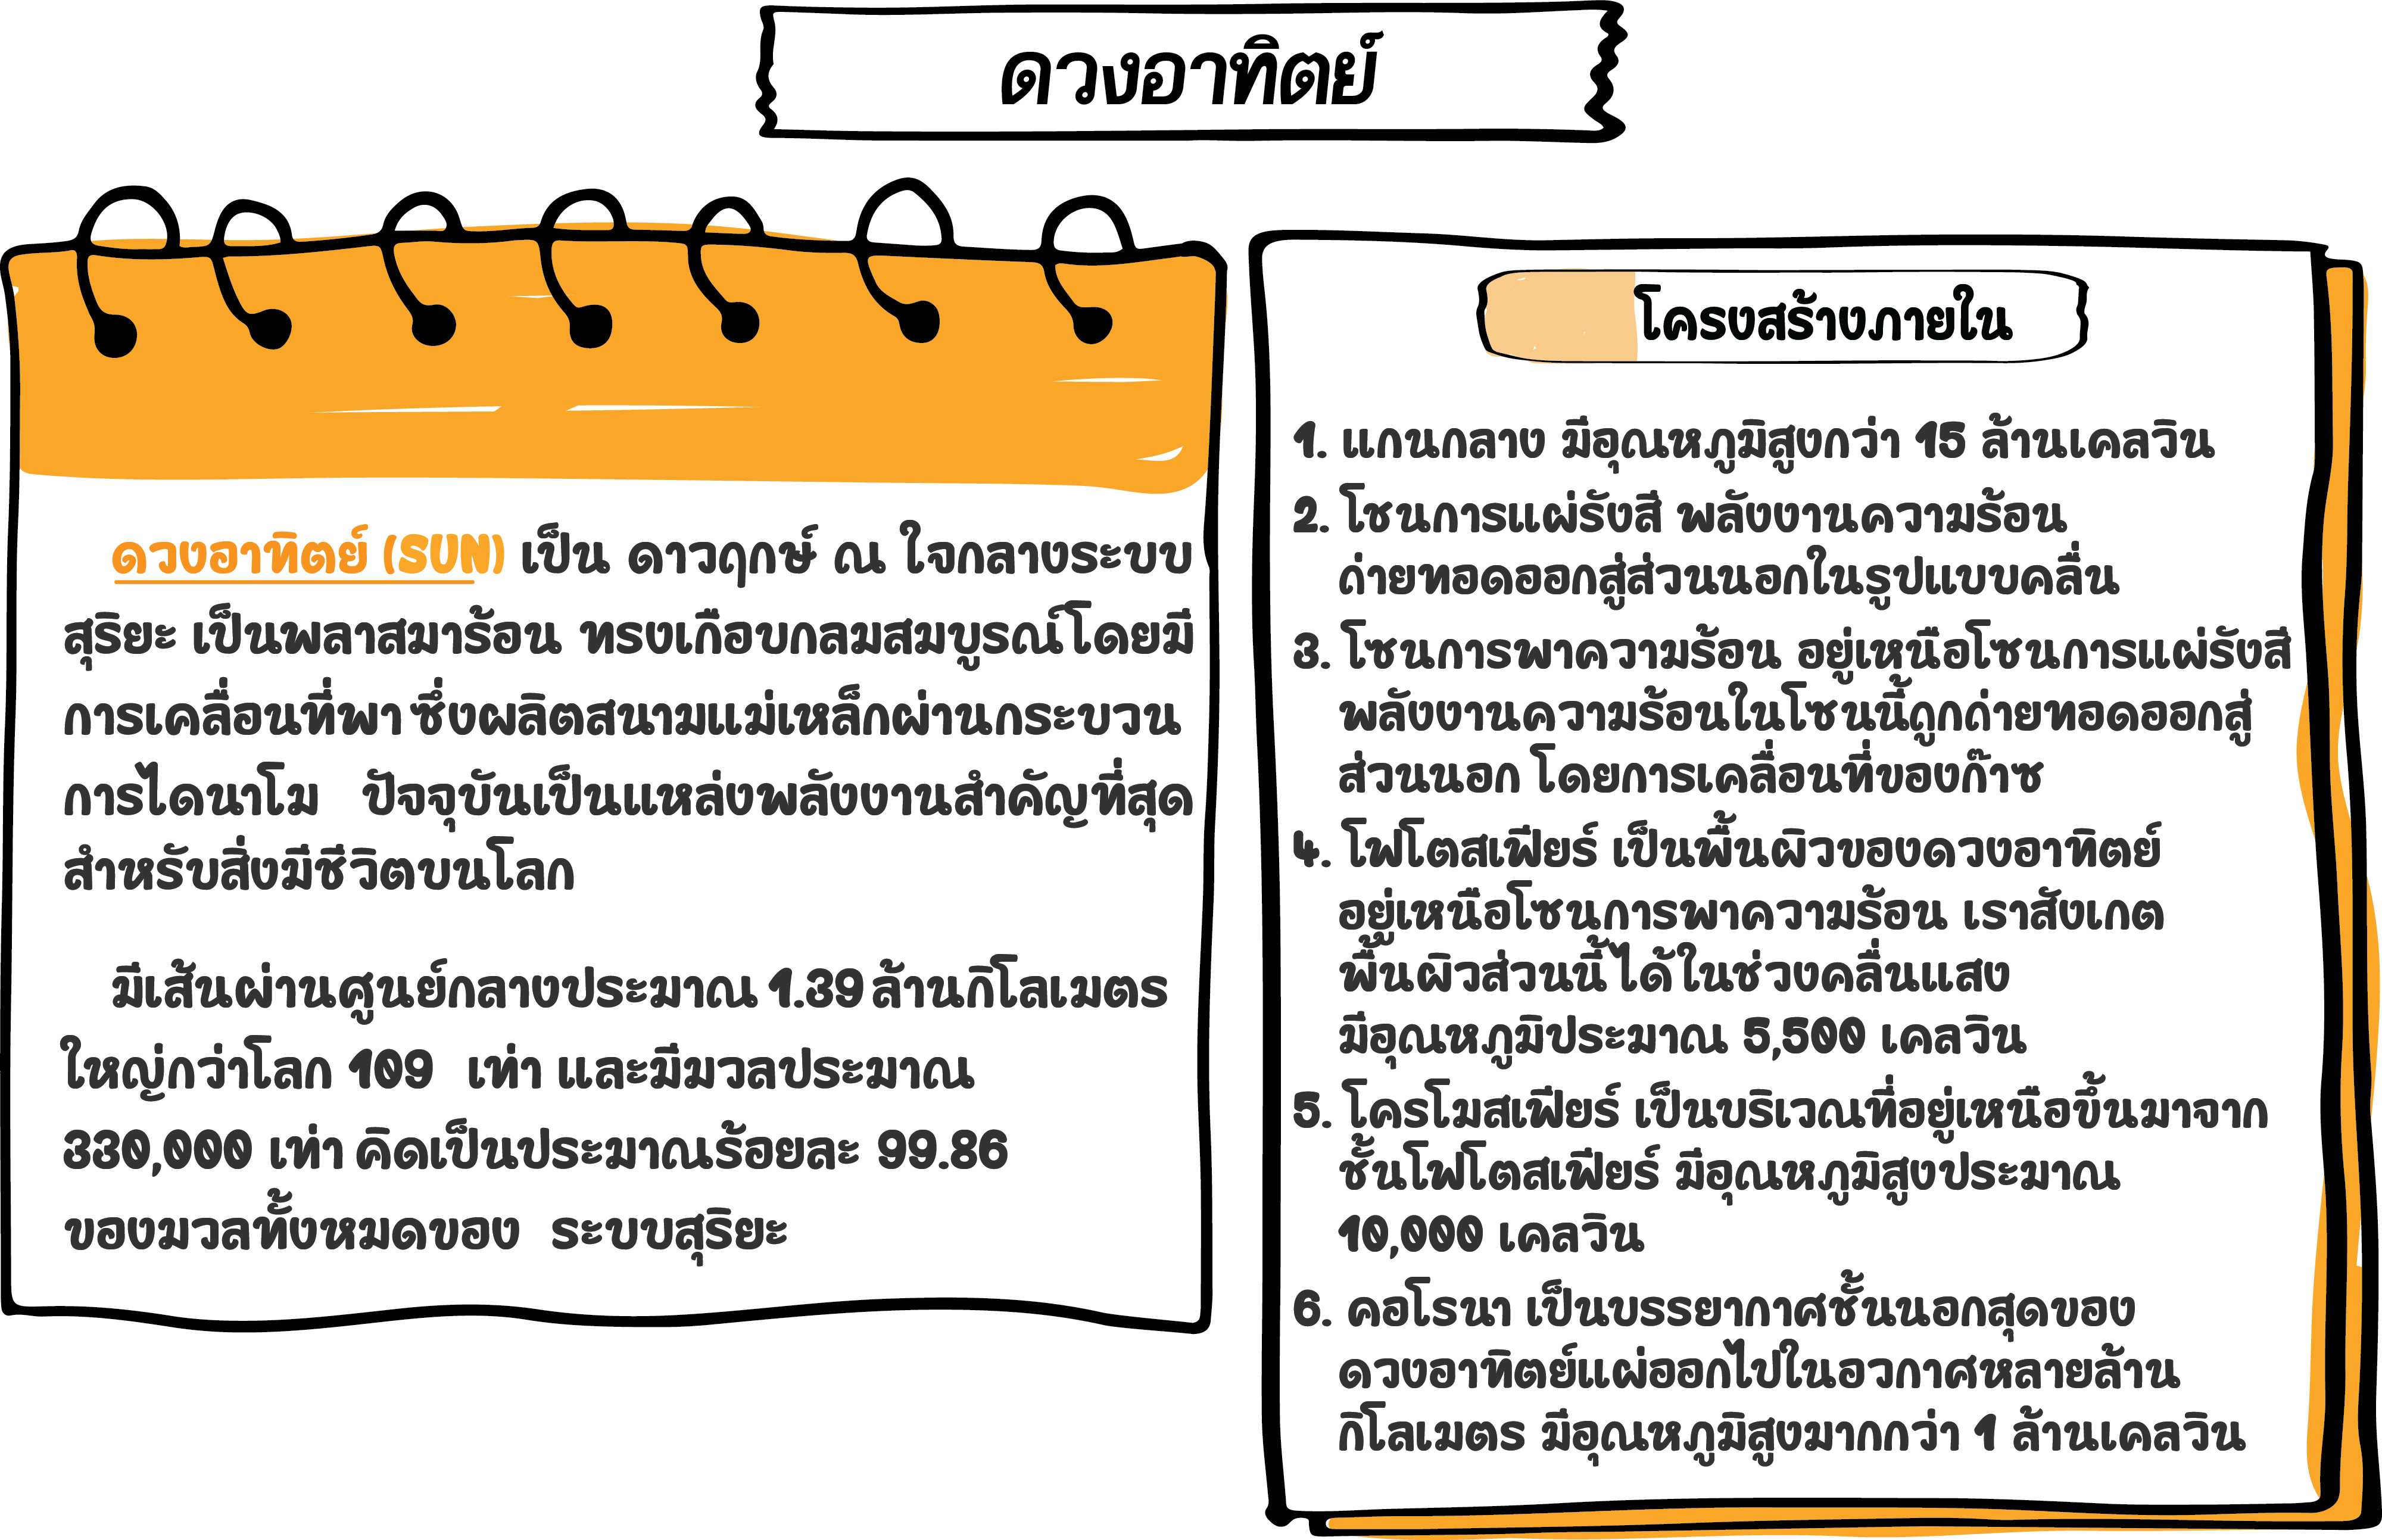 ดวงอาทิตย์
ดวงอาทิตย์ (SUN) เป็น ดาวฤกษ์ ณ ใจกลางระบบ
สุริยะ เป็นพลาสมาร้อน ทรงเกือบกลมสมบูรณ์โดยมี
การเคลื่อนที่พา ซึ่งผลิตสนามแม่เหล็กผ่านกระบวน
การไดนาโม ปัจจุบันเป็นแหล่งพลังงานสำคัญที่สุด
สำหรับสิ่งมีชีวิตบนโลก
มีเส้นผ่านศูนย์กลางประมาณ 1.39 ล้านกิโลเมตร
ใหญ่กว่าโลก 109 เท่า และมีมวลประมาณ
330,000 เท่า คิดเป็นประมาณร้อยละ 99.86
ของมวลทั้งหมดของ ระบบสุริยะ
โครงสร้างภายใน
1. แกนกลาง มีอุณหภูมิสูงกว่า 15 ล้านเคลวิน
2. โซนการแผ่รังสี พลังงานความร้อน
ถ่ายทอดออกสู่ส่วนนอกในรูปแบบคลื่น
3. โซนการพาความร้อน อยู่เหนือโซนการแผ่รังสี
พลังงานความร้อนในโซนนี้ถูกถ่ายทอดออกสู่
ส่วนนอก โดยการเคลื่อนที่ของก๊าซ
4. โฟโตสเฟียร์ เป็นพื้นผิวของดวงอาทิตย์
อยู่เหนือโซนการพาความร้อน เราสังเกต
พื้นผิวส่วนนี้ได้ในช่วงคลื่นแสง
มีอุณหภูมิประมาณ 5,500 เคลวิน
5. โครโมสเฟียร์ เป็นบริเวณที่อยู่เหนือขึ้นมาจาก
ชั้นโฟโตสเฟียร์ มีอุณหภูมิสูงประมาณ
10,000 เคลวิน
6. คอโรนา เป็นบรรยากาศชั้นนอกสุดของ
ดวงอาทิตย์แผ่ออกไปในอวกาศหลายล้าน
กิโลเมตร มีอุณหภูมิสูงมากกว่า 1 ล้านเคลวิน